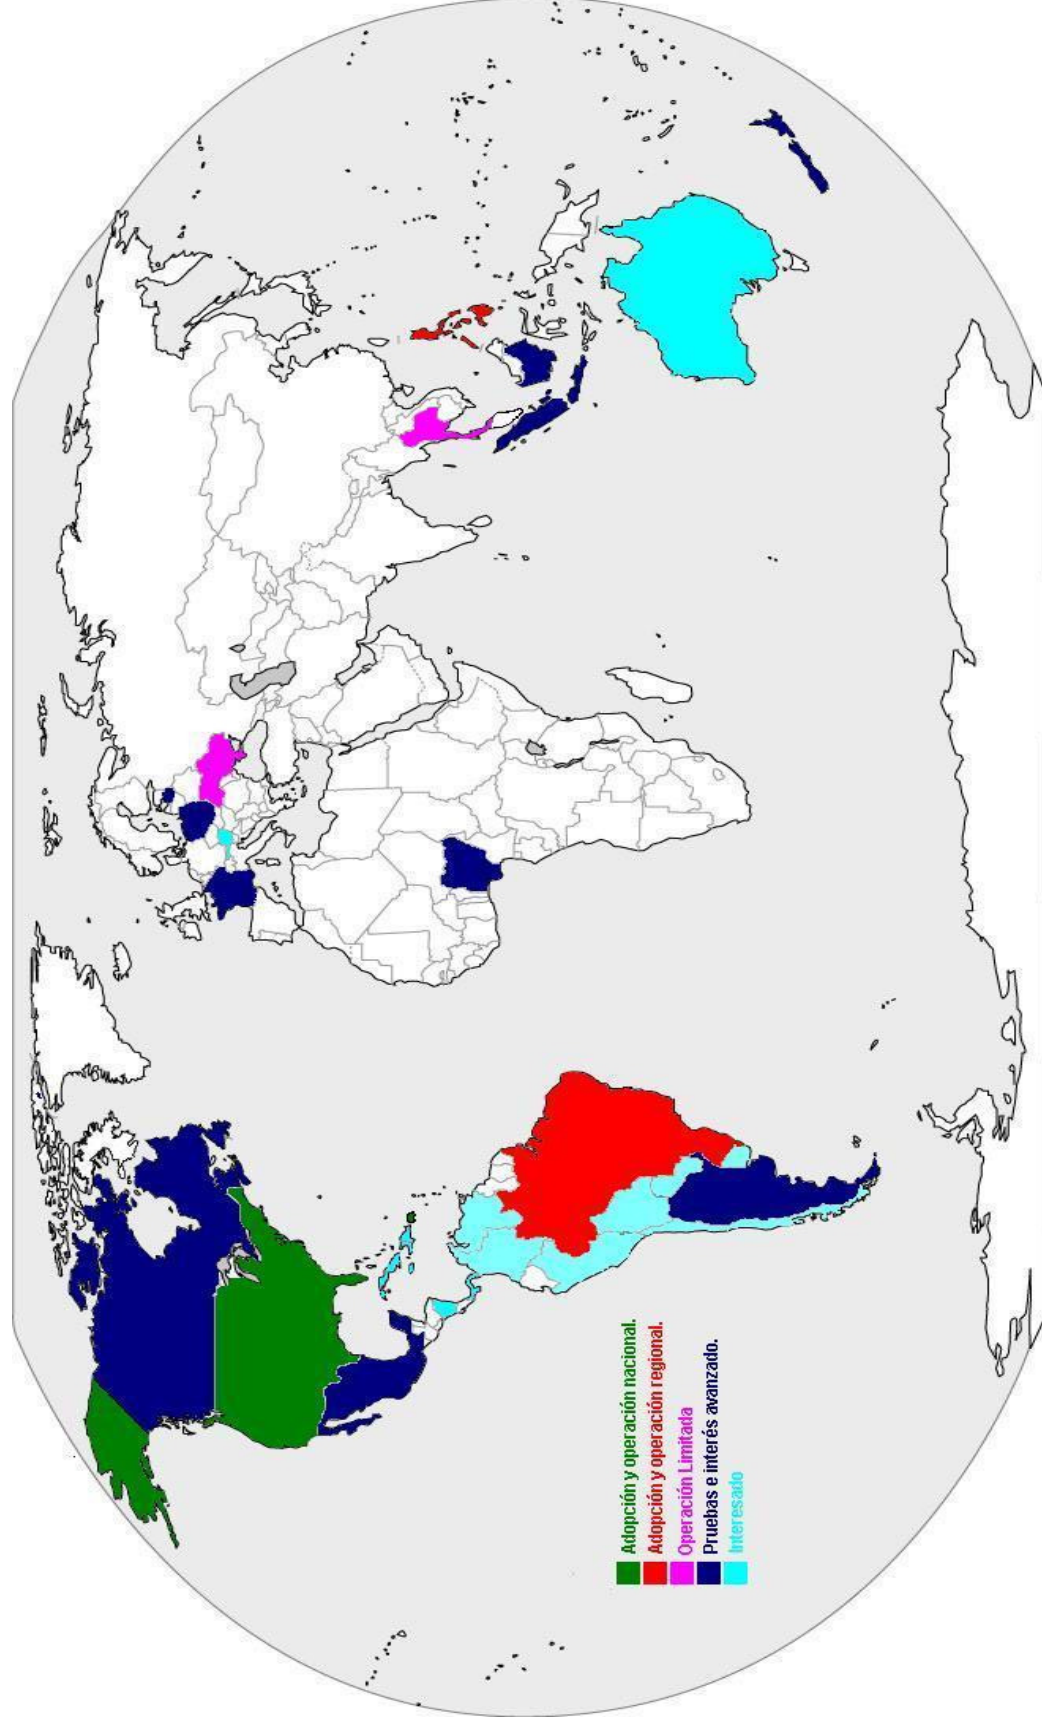 Adopción y operación nacional.
Adopción y operación regional.
Operación Limitada
Pruebas e interés avanzado.
Interesado